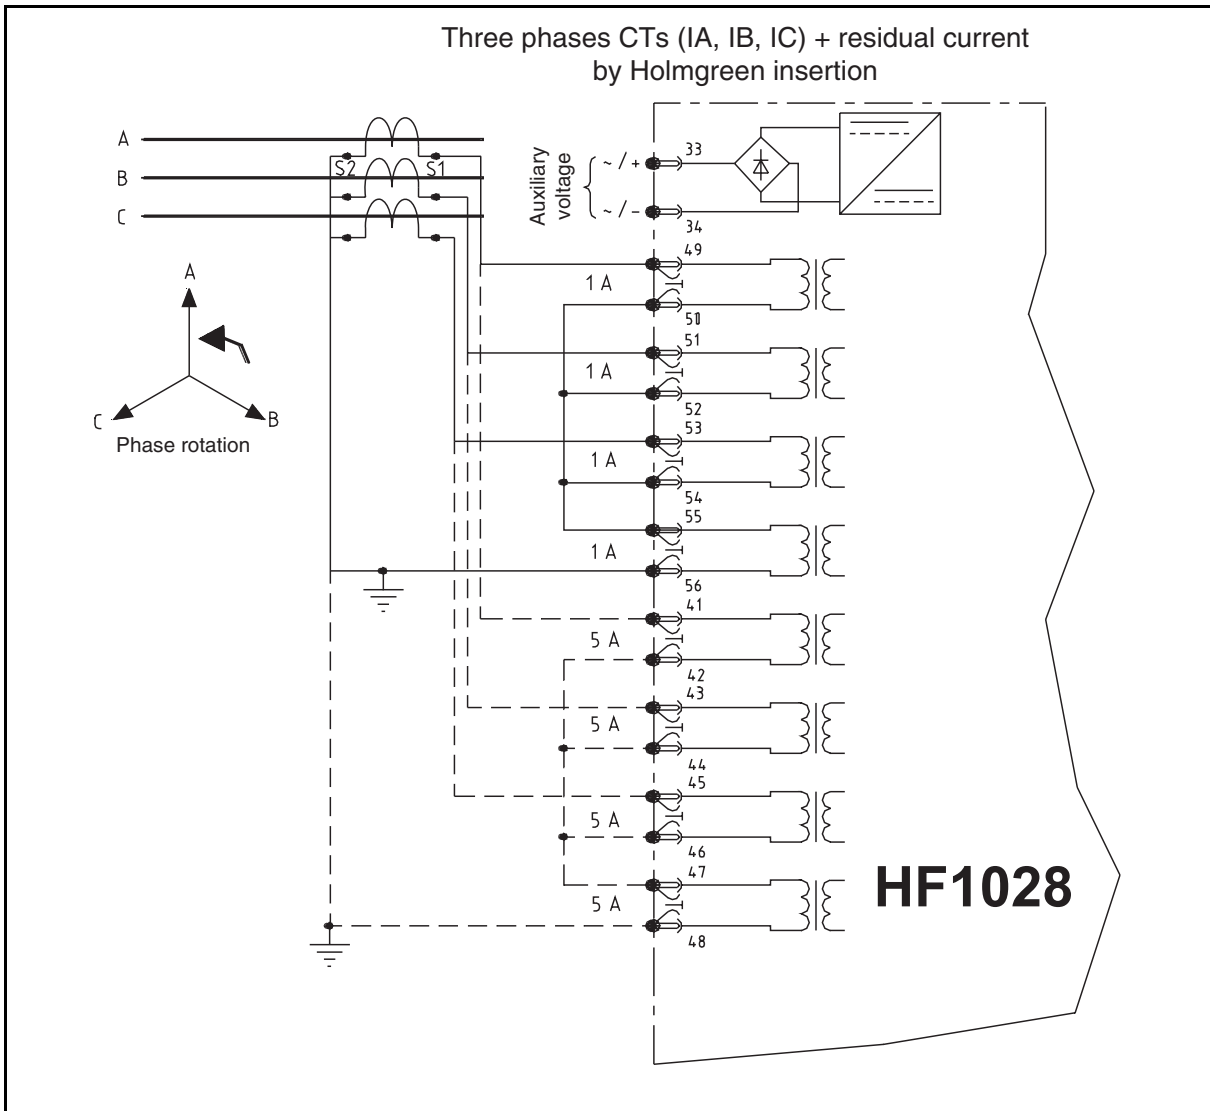 Three phases CTs (IA, IB, IC) + residual current
by Holmgreen insertion
A
B
C
S2
S1
Auxiliary
voltage
~ / +
~ / -
33
34
49
1 A
50
51
1 A
52
53
1 A
54
55
1 A
56
41
5 A
42
43
5 A
44
45
5 A
46
47
5 A
48
A
C
B
Phase rotation
HF1028